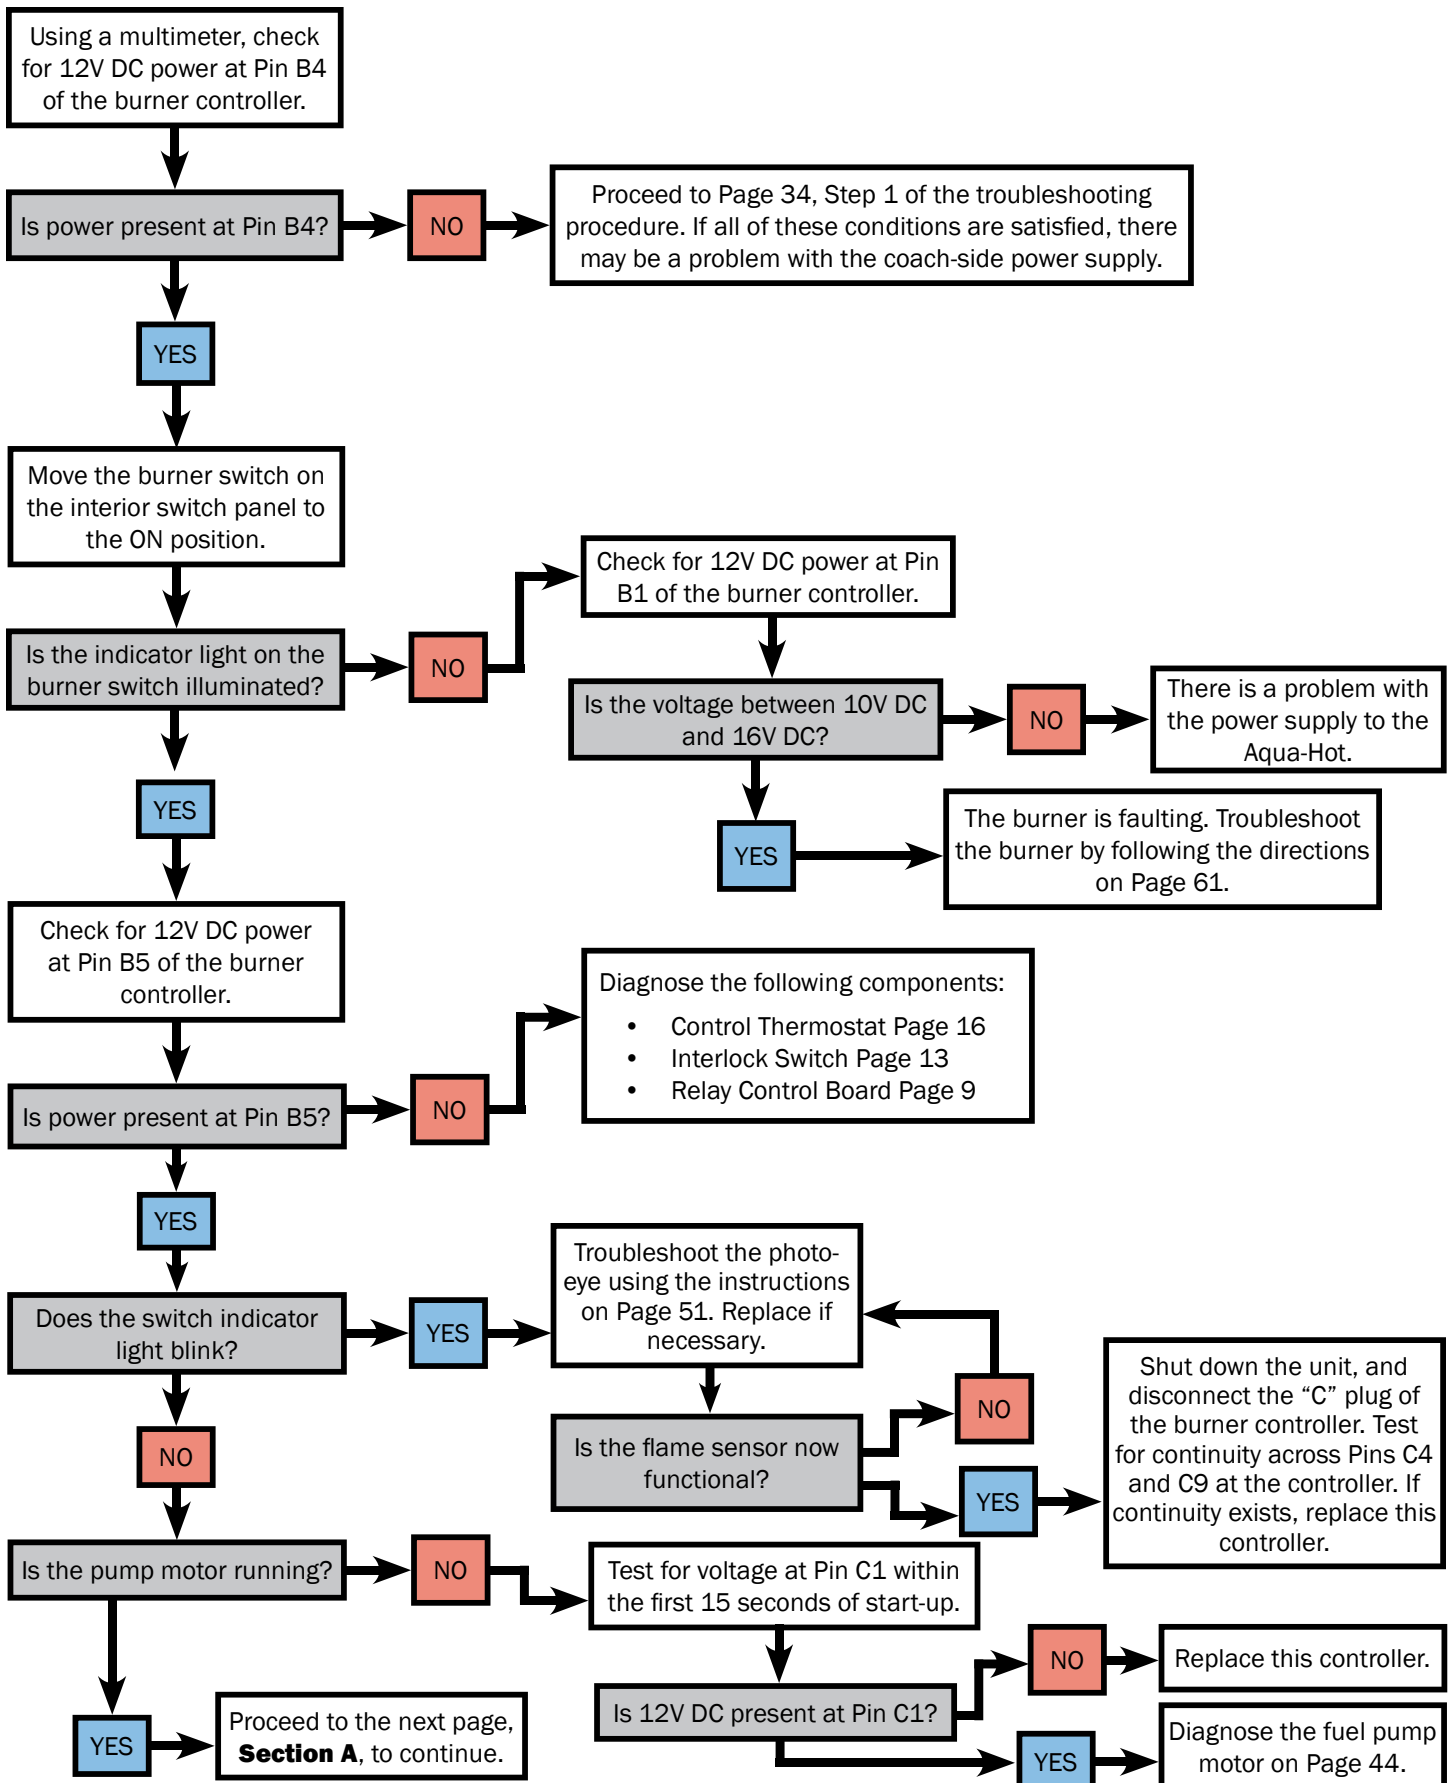 Using a multimeter, check
for 12V DC power at Pin B4
of the burner controller.
Is power present at Pin B4?
NO
Proceed to Page 34, Step 1 of the troubleshooting
procedure. If all of these conditions are satisfied, there
may be a problem with the coach-side power supply.
YES
Move the burner switch on
the interior switch panel to
the ON position.
Is the indicator light on the
burner switch illuminated?
NO
Check for 12V DC power at Pin
B1 of the burner controller.
Is the voltage between 10V DC
and 16V DC?
NO
There is a problem with
the power supply to the
Aqua-Hot.
YES
The burner is faulting. Troubleshoot
the burner by following the directions
on Page 61.
YES
Check for 12V DC power
at Pin B5 of the burner
controller.
Is power present at Pin B5?
NO
Diagnose the following components:
• Control Thermostat Page 16
• Interlock Switch Page 13
• Relay Control Board Page 9
YES
Does the switch indicator
light blink?
YES
Troubleshoot the photo-
eye using the instructions
on Page 51. Replace if
necessary.
Is the flame sensor now
functional?
NO
YES
Shut down the unit, and
disconnect the “C” plug of
the burner controller. Test
for continuity across Pins C4
and C9 at the controller. If
continuity exists, replace this
controller.
NO
Is the pump motor running?
NO
Test for voltage at Pin C1 within
the first 15 seconds of start-up.
Is 12V DC present at Pin C1?
NO
Replace this controller.
YES
Diagnose the fuel pump
motor on Page 44.
YES
Proceed to the next page,
Section A, to continue.